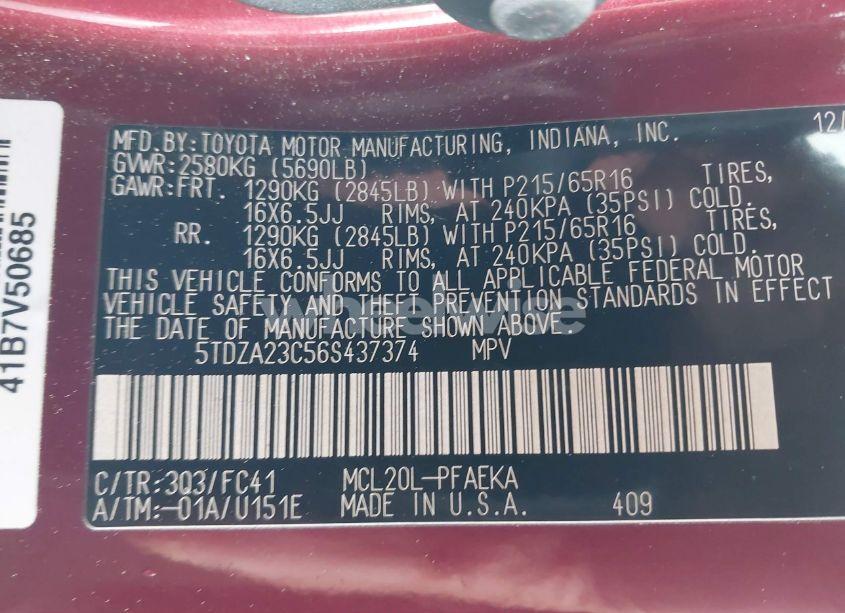 MFD.BY:TOYOTA MOTOR MANUFACTURING, INDIANA, INC. 12/
GVWR:2580KG (5690LB)
GAWR:FRT. 1290KG (2845LB) WITH P215/65R16 TIRES,
16X6.5JJ RIMS, AT 240KPA (35PSI) COLD.
RR. 1290KG (2845LB) WITH P215/65R16 TIRES,
16X6.5JJ RIMS, AT 240KPA (35PSI) COLD.
THIS VEHICLE CONFORMS TO ALL APPLICABLE FEDERAL MOTOR
VEHICLE SAFETY AND THEFT PREVENTION STANDARDS IN EFFECT
THE DATE OF MANUFACTURE SHOWN ABOVE.
5TDZA23C56S437374 MPV
C/TR:3Q3/FC41 MCL20L-PFAEKA
A/TM:-01A/U151E MADE IN U.S.A. 409
41B7V50685
wheelwise